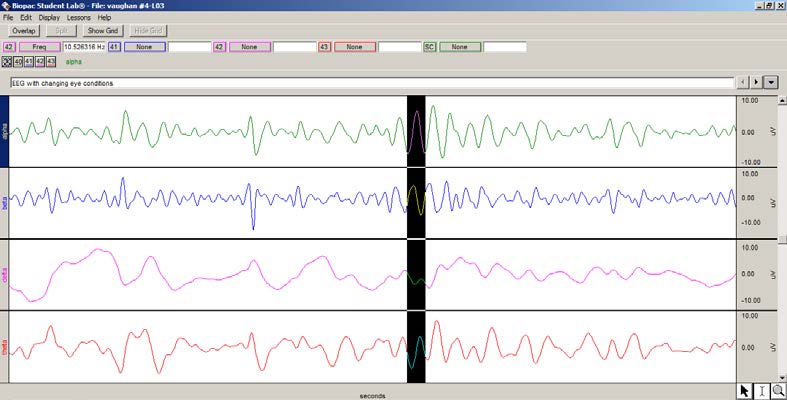 Biopac Student Lab® - File: vaughan #4-L03
File Edit Display Lessons
Overlap Split Show Grid Hide Grid
42 Freq 10.526316 Hz 41 None 42 None 43 None SC None
40 41 42 43 alpha
EEG with changing eye conditions
alpha 10.00 0.00 -10.00 uV
beta 10.00 0.00 -10.00 uV
delta 10.00 0.00 -10.00 uV
theta 10.00 0.00 -10.00 uV
seconds